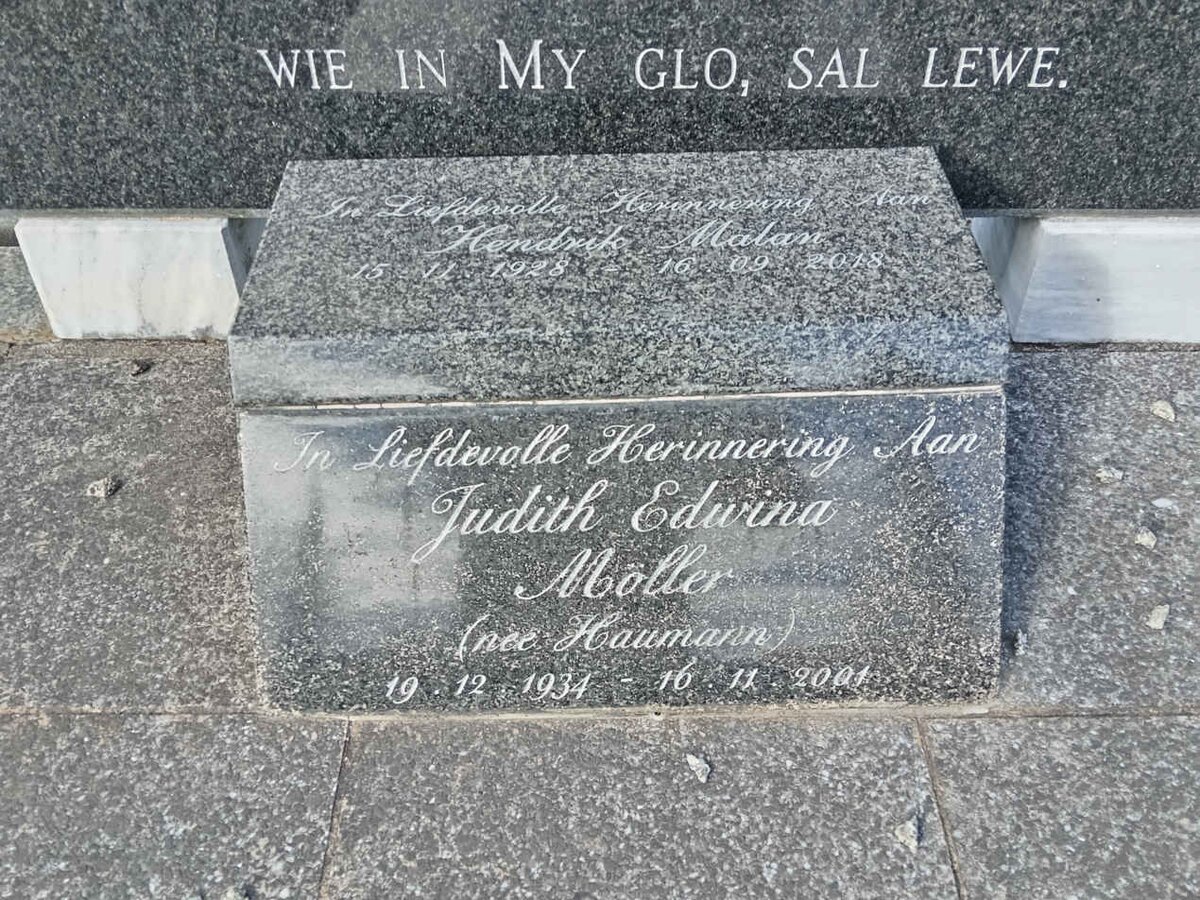 WIE IN MY GLO, SAL LEWE.
In Liefdevolle Herinnering Aan
Hendrik Malan
15 . 11 . 1928 - 16 . 09 . 2018
In Liefdevolle Herinnering Aan
Judith Edwina
Moller
(nee Haumann)
19 . 12 . 1934 - 16 . 11 . 2001